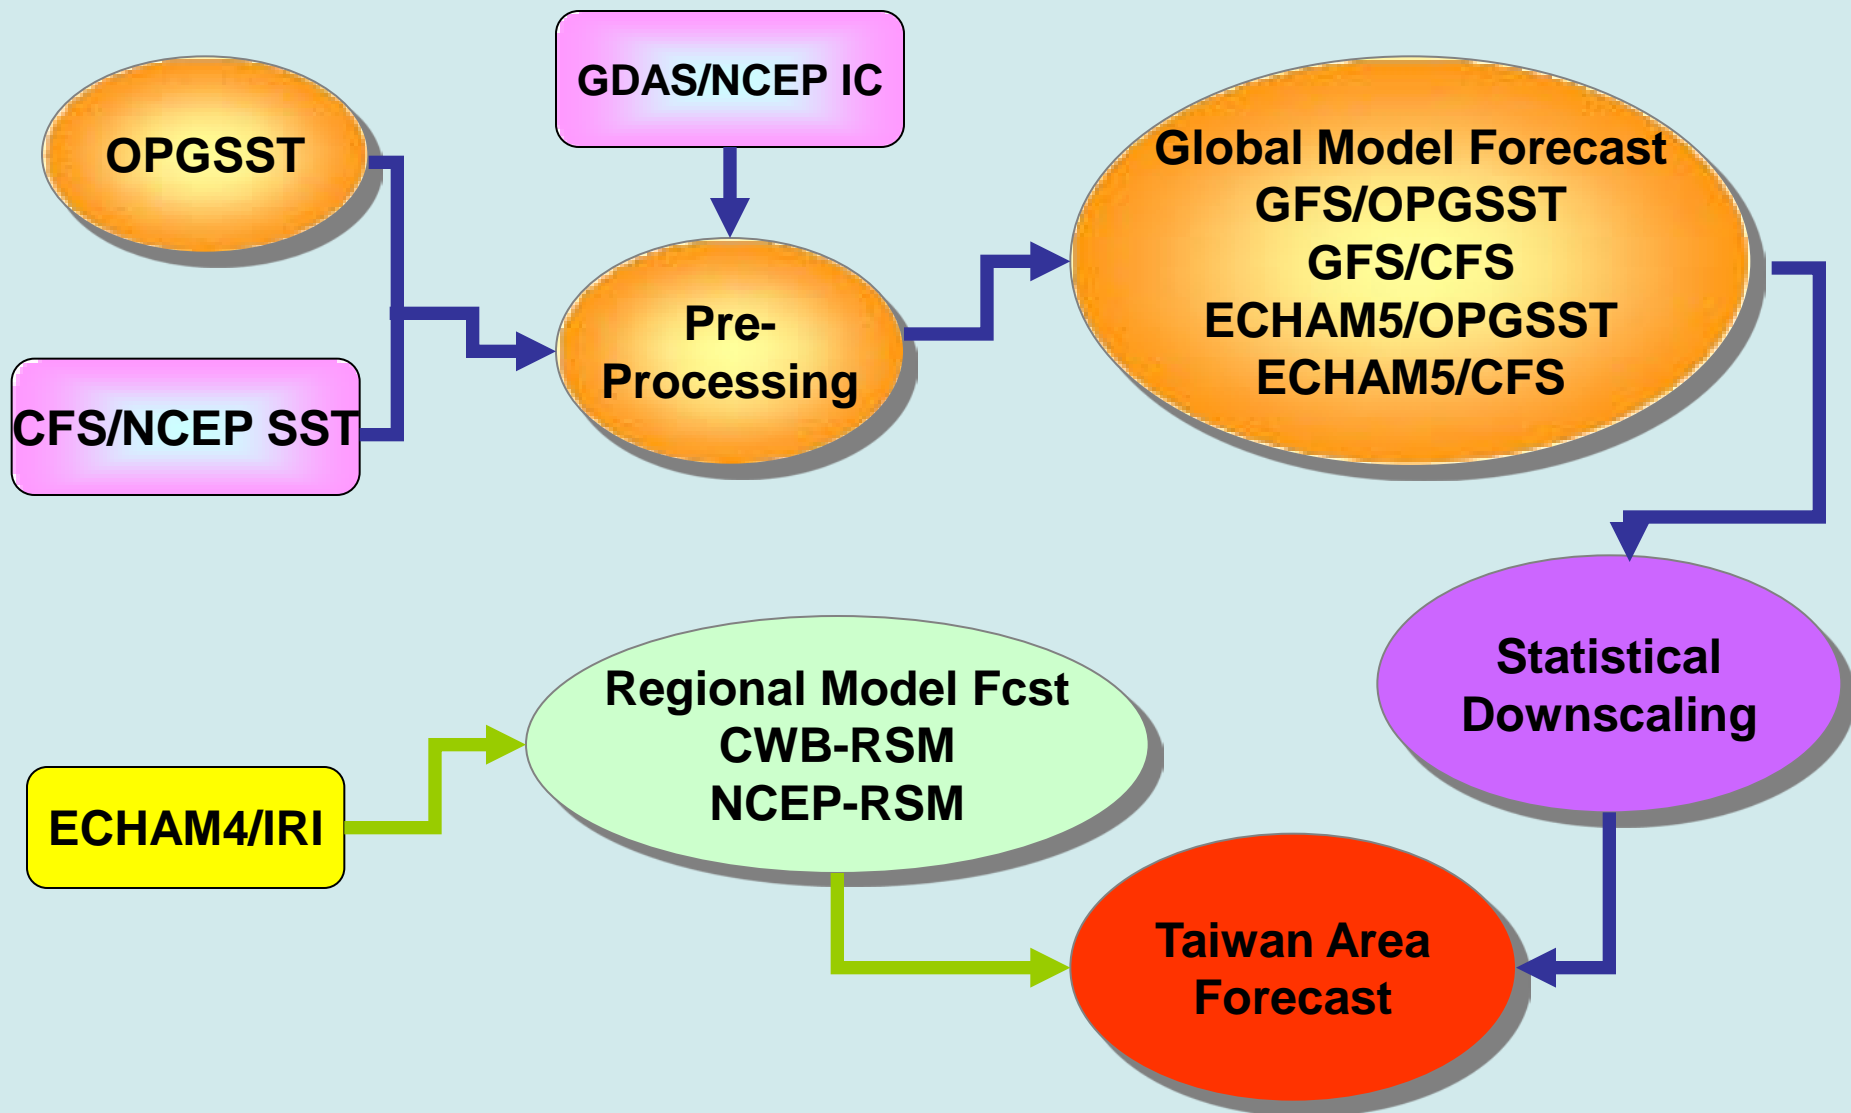 GDAS/NCEP IC
OPGSST
Global Model Forecast
GFS/OPGSST
GFS/CFS
ECHAM5/OPGSST
ECHAM5/CFS
Pre-
Processing
CFS/NCEP SST
Statistical
Downscaling
Regional Model Fcst
CWB-RSM
NCEP-RSM
ECHAM4/IRI
Taiwan Area
Forecast